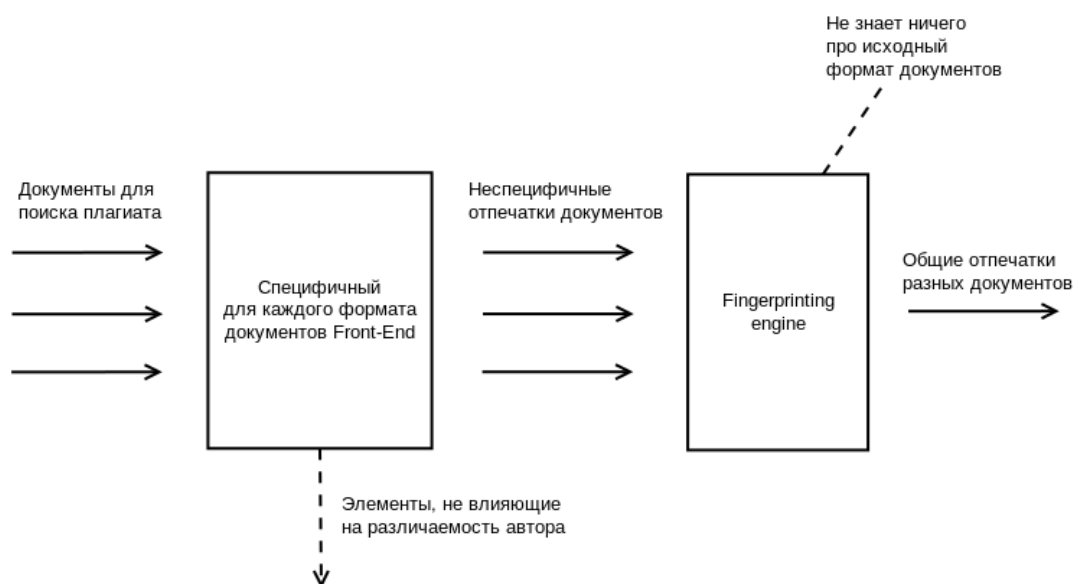 Не знает ничего
про исходный
формат документов
Документы для
поиска плагиата
Неспецифичные
отпечатки документов
Специфичный
для каждого формата
документов Front-End
Fingerprinting
engine
Общие отпечатки
разных документов
Элементы, не влияющие
на различаемость автора